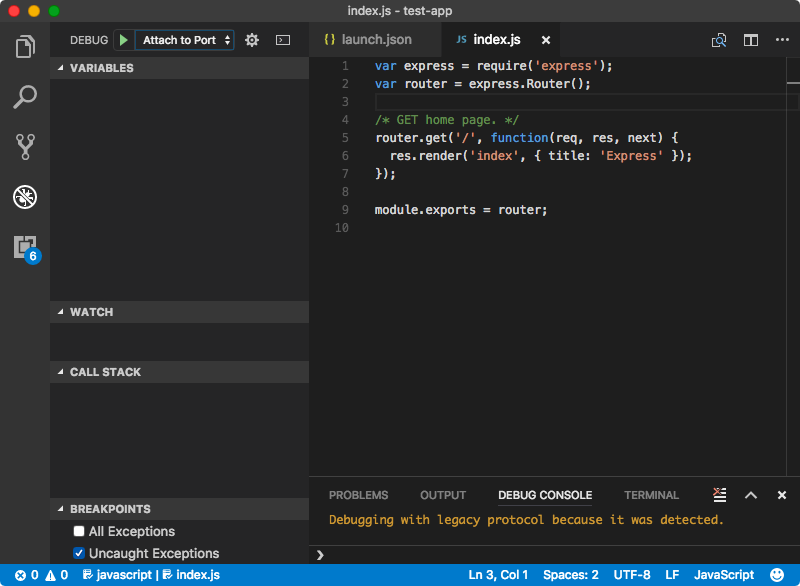 index.js - test-app
DEBUG Attach to Port
VARIABLES
WATCH
CALL STACK
BREAKPOINTS
All Exceptions
Uncaught Exceptions
6
{} launch.json JS index.js
1 var express = require('express');
2 var router = express.Router();
3
4 /* GET home page. */
5 router.get('/', function(req, res, next) {
6 res.render('index', { title: 'Express' });
7 });
8
9 module.exports = router;
10
PROBLEMS OUTPUT DEBUG CONSOLE TERMINAL
Debugging with legacy protocol because it was detected.
0 0 javascript | index.js Ln 3, Col 1 Spaces: 2 UTF-8 LF JavaScript